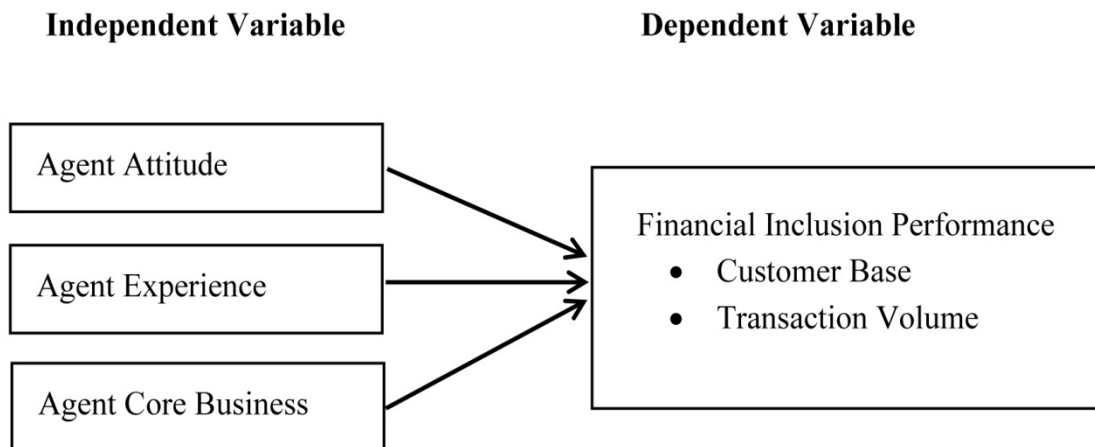 Independent Variable
Dependent Variable
Agent Attitude
Agent Experience
Agent Core Business
Financial Inclusion Performance
• Customer Base
• Transaction Volume